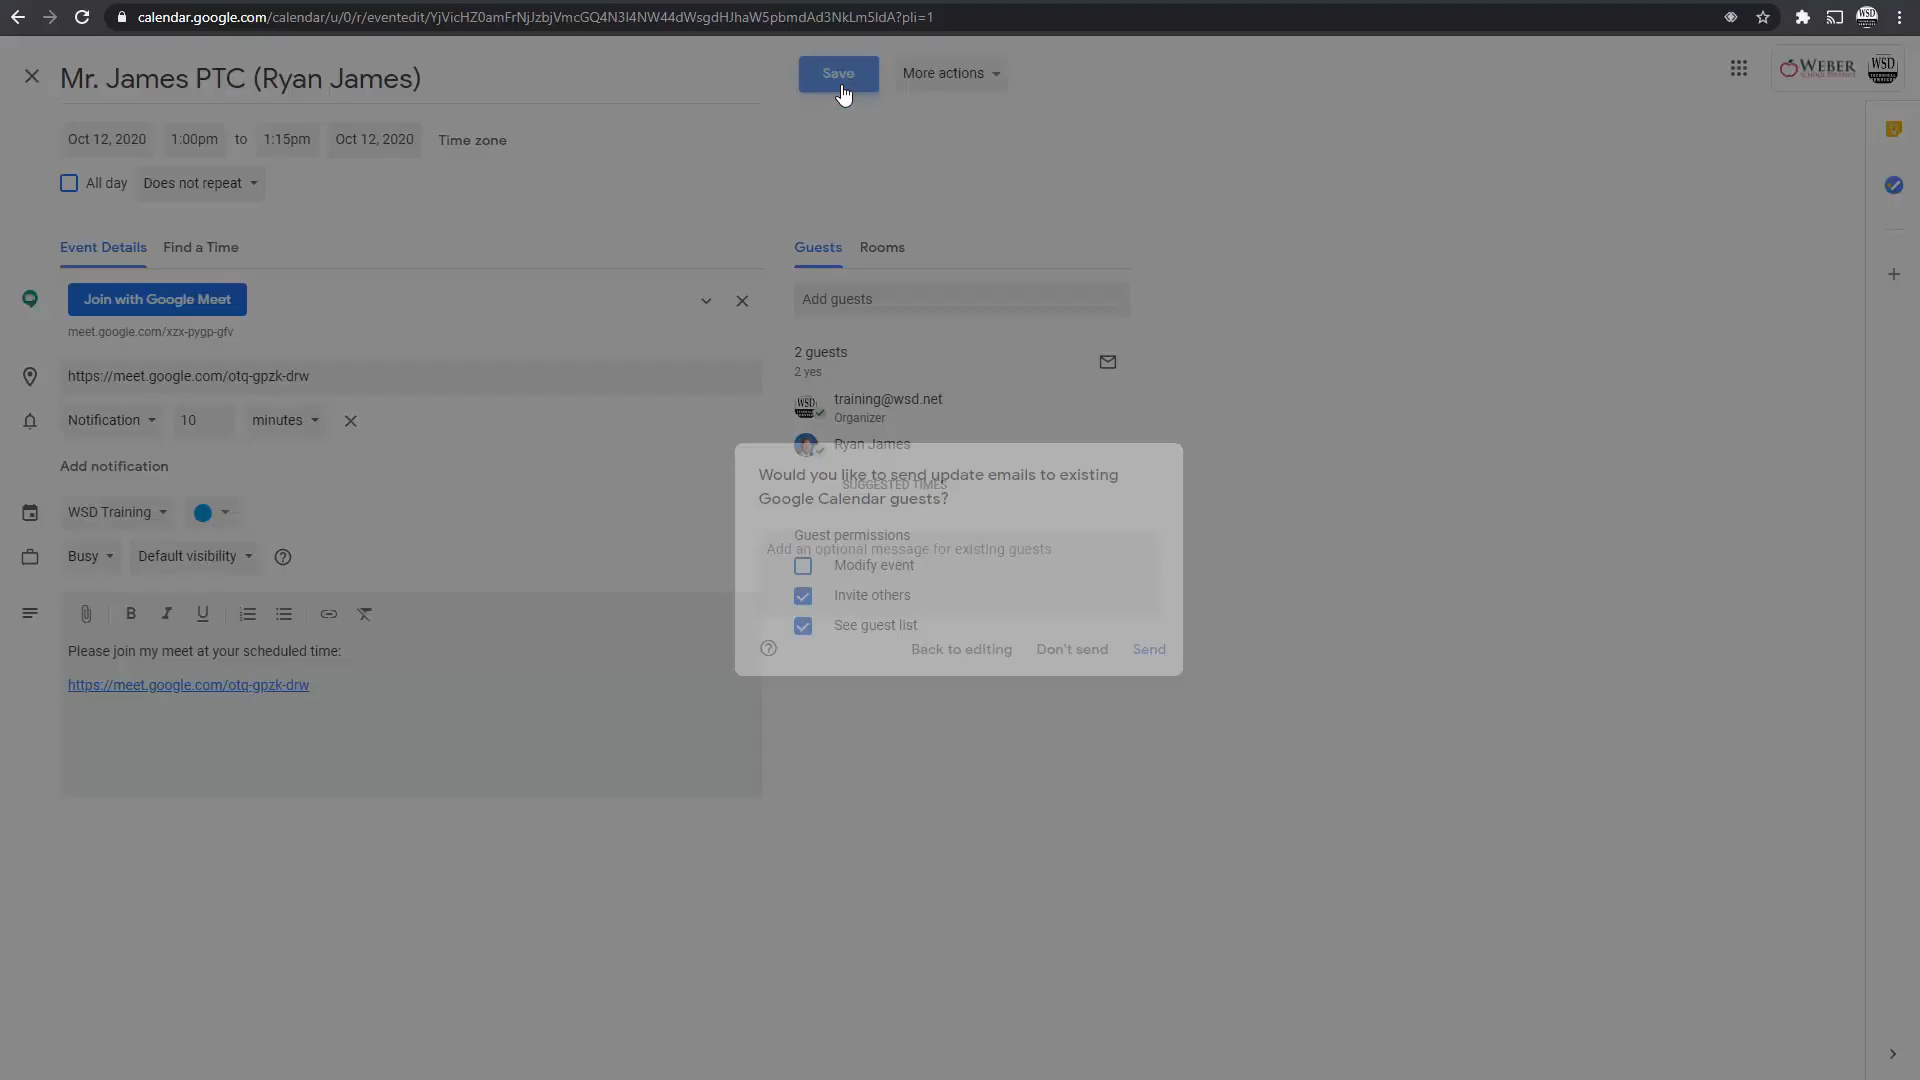 calendar.google.com/calendar/u/0/r/eventedit/YjVicHZ0amFrNjJzbjVmcGQ4N3I4NW44dWsgdHJhaW5pbmdAd3NkLm5ldA?pli=1
WSD
Mr. James PTC (Ryan James)
Save
More actions
WEBER
SCHOOL DISTRICT
WSD
Oct 12, 2020
1:00pm
to
1:15pm
Oct 12, 2020
Time zone
All day
Does not repeat
Event Details
Find a Time
Join with Google Meet
meet.google.com/xzx-pygp-gfv
https://meet.google.com/otq-gpzk-drw
Notification
10
minutes
Add notification
WSD Training
Busy
Default visibility
B
I
U
Please join my meet at your scheduled time:
https://meet.google.com/otq-gpzk-drw
Guests
Rooms
Add guests
2 guests
2 yes
WSD
training@wsd.net
Organizer
Ryan James
SUGGESTED TIMES
Guest permissions
Modify event
Invite others
See guest list
Would you like to send update emails to existing
Google Calendar guests?
Add an optional message for existing guests
Back to editing
Don't send
Send